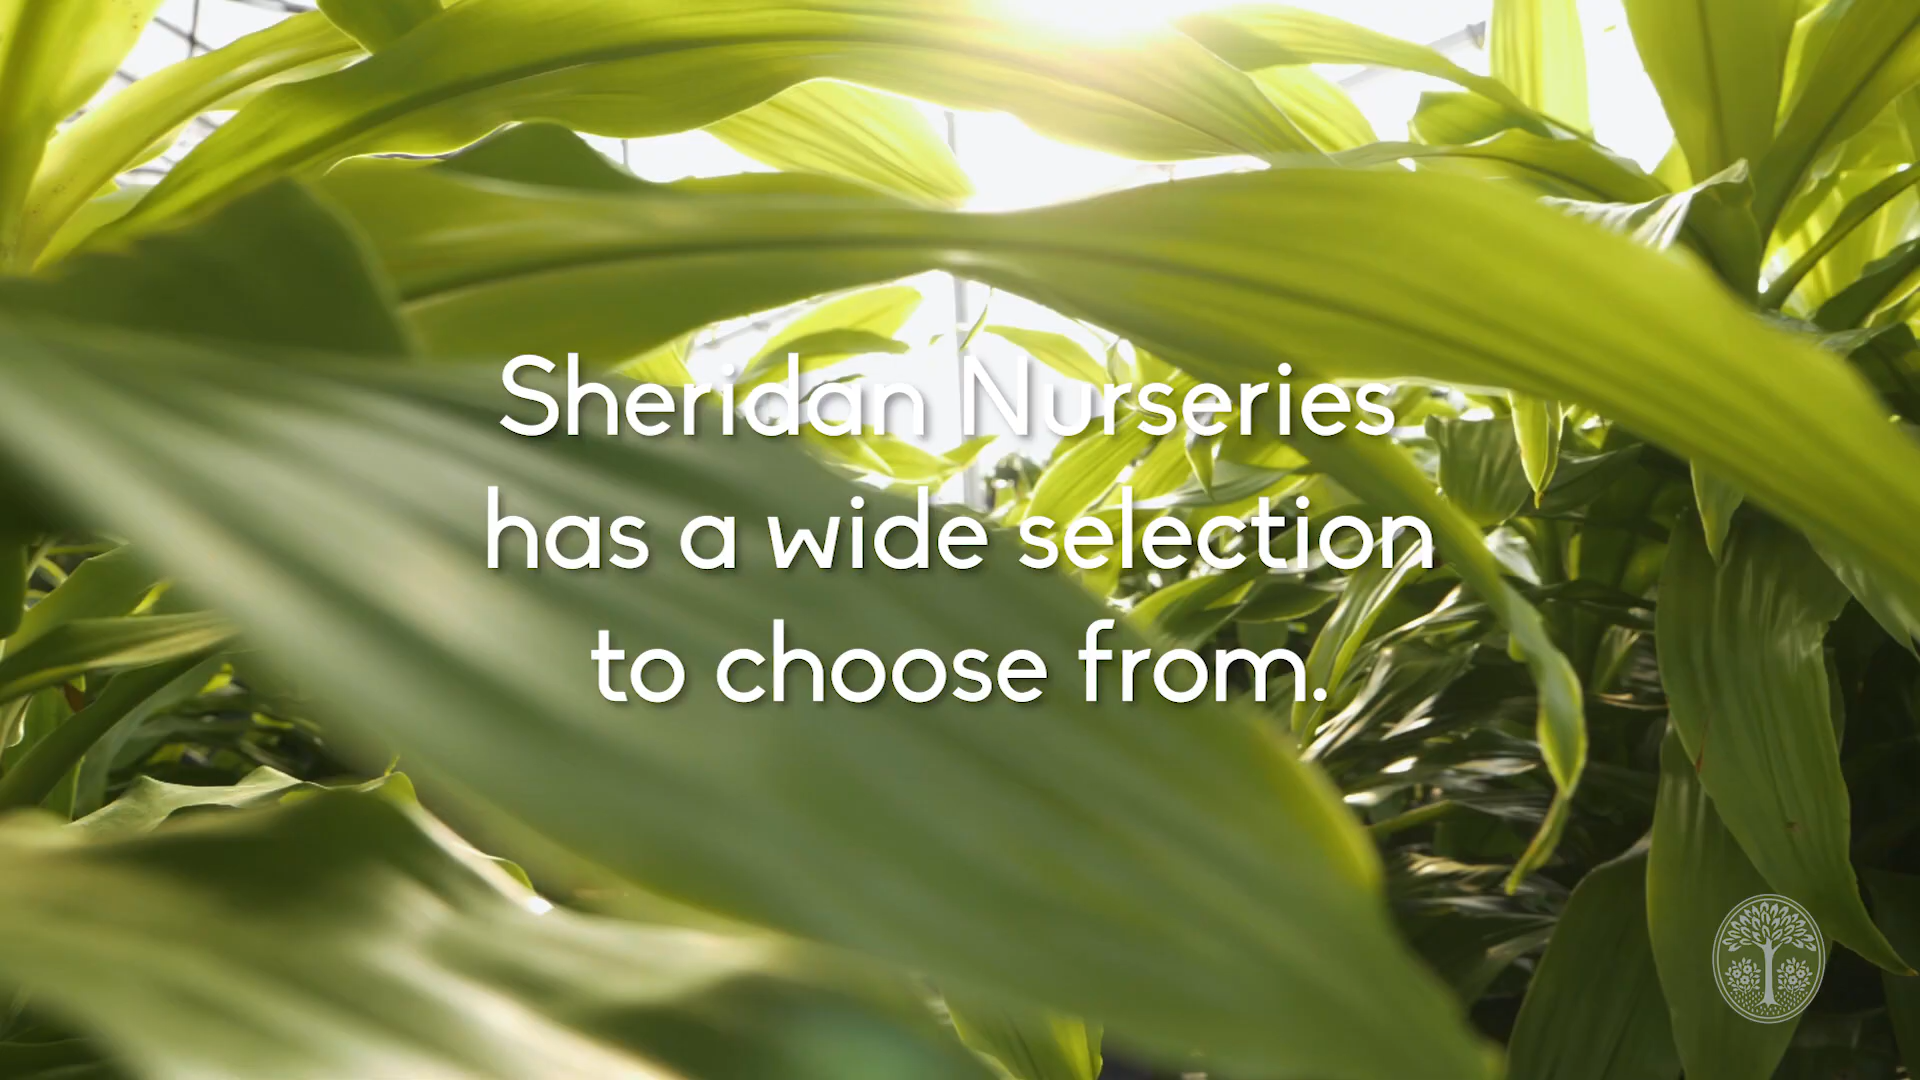 Sheridan Nurseries
has a wide selection
to choose from.